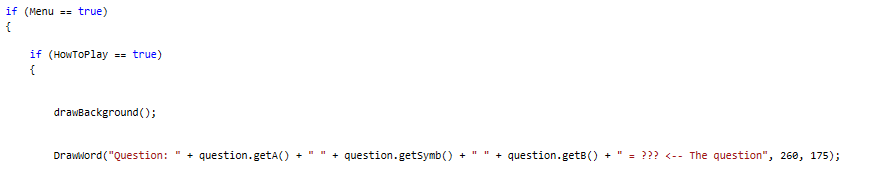 if (Menu == true)
{
if (HowToPlay == true)
{
drawBackground();
DrawWord("Question: " + question.getA() + " " + question.getSymb() + " " + question.getB() + " = ??? <-- The question", 260, 175);